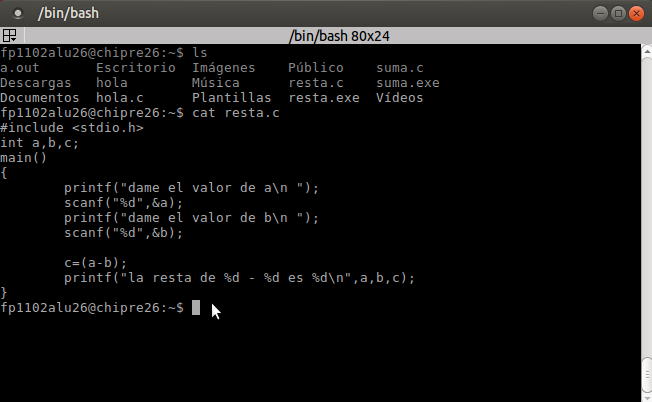 /bin/bash
/bin/bash 80x24
fp1102alu26@chipre26:~$ ls
a.out      Escritorio  Imágenes    Público    suma.c
Descargas  hola        Música      resta.c    suma.exe
Documentos hola.c      Plantillas  resta.exe  Vídeos
fp1102alu26@chipre26:~$ cat resta.c
#include <stdio.h>
int a,b,c;
main()
{
        printf("dame el valor de a\n ");
        scanf("%d",&a);
        printf("dame el valor de b\n ");
        scanf("%d",&b);

        c=(a-b);
        printf("la resta de %d - %d es %d\n",a,b,c);
}
fp1102alu26@chipre26:~$